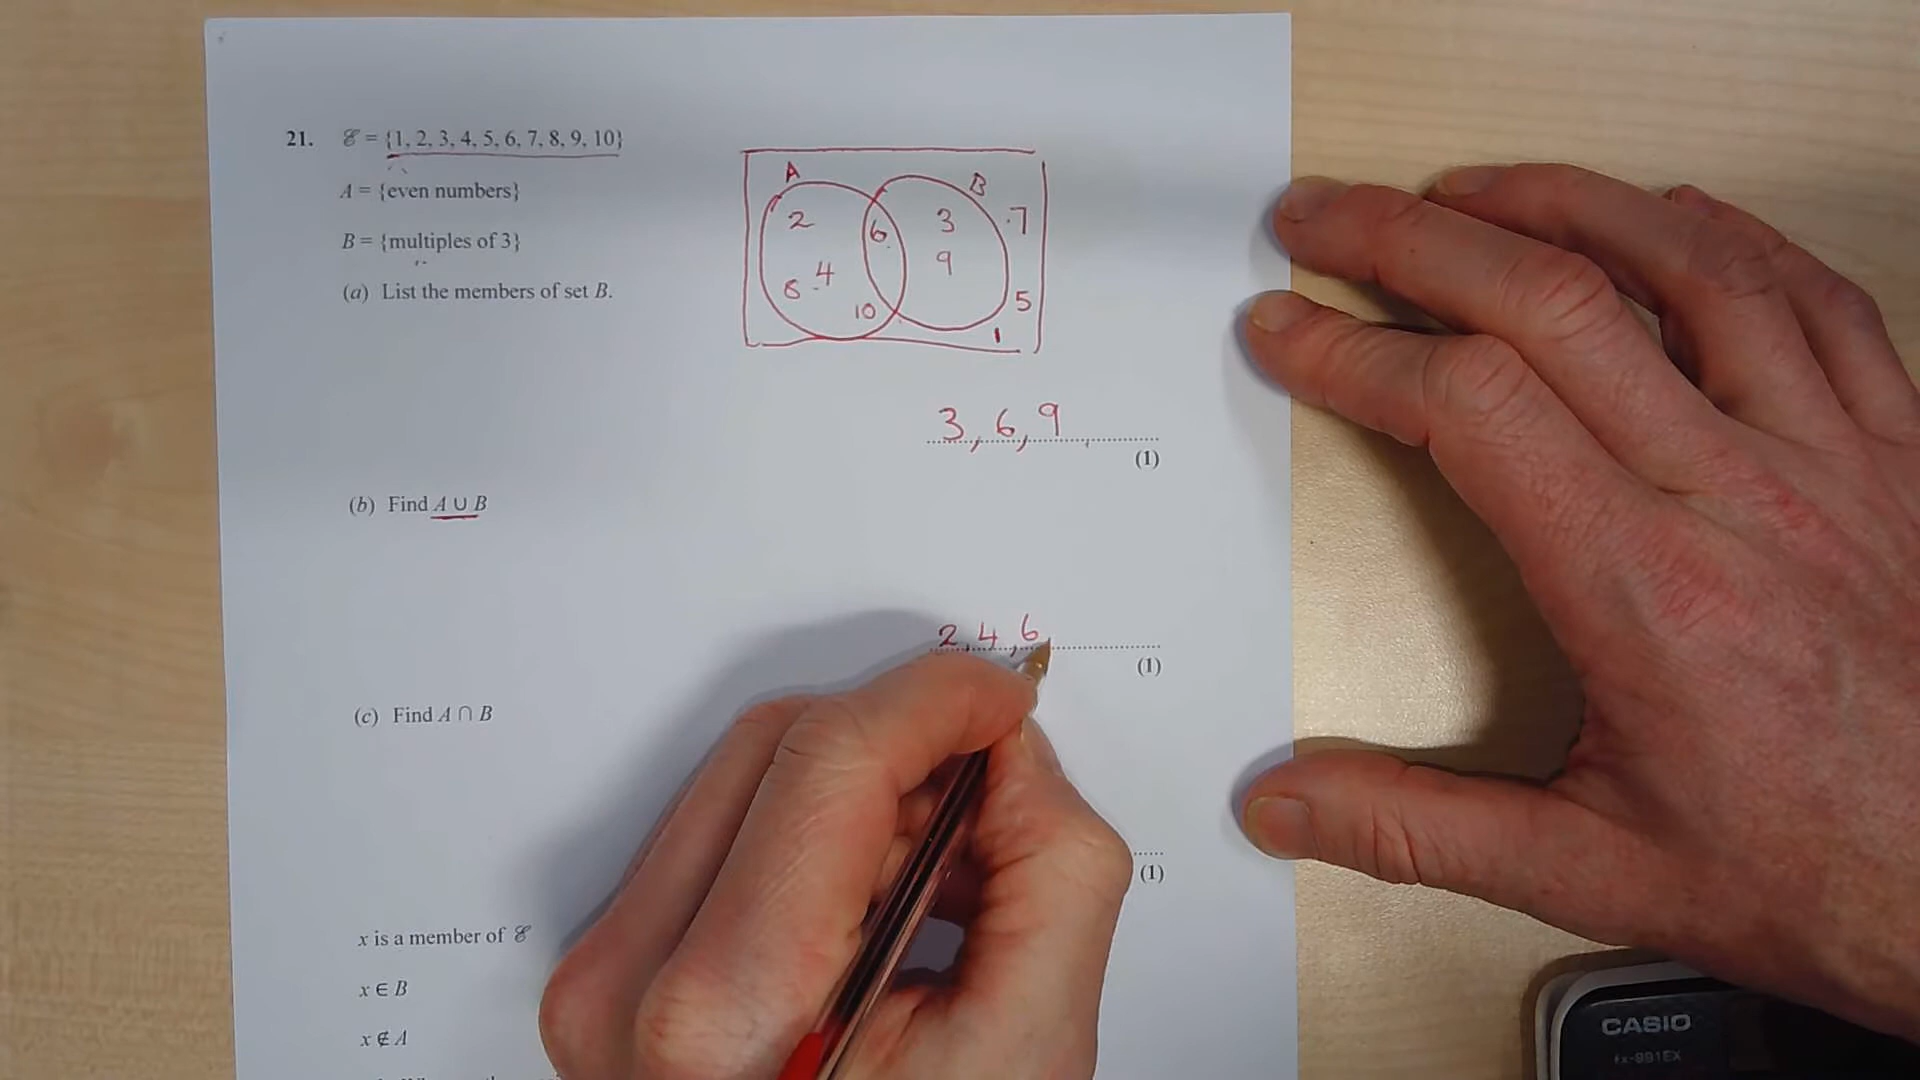 21. ℰ = {1, 2, 3, 4, 5, 6, 7, 8, 9, 10}
A = {even numbers}
B = {multiples of 3}
(a) List the members of set B.
A B
2 6 3 7
4 9
8 10 5
1
3, 6, 9
(1)
(b) Find A ∪ B
2, 4, 6,
(1)
(c) Find A ∩ B
(1)
x is a member of ℰ
x ∈ B
x ∉ A
CASIO
fx-991EX